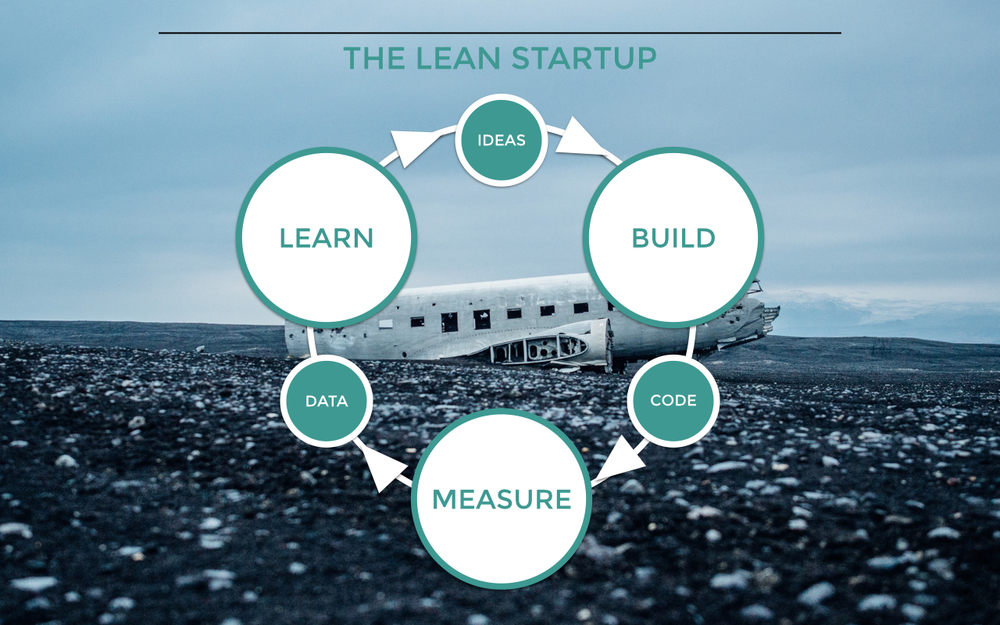 THE LEAN STARTUP
IDEAS
LEARN
BUILD
DATA
CODE
MEASURE